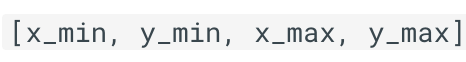 [x_min, y_min, x_max, y_max]